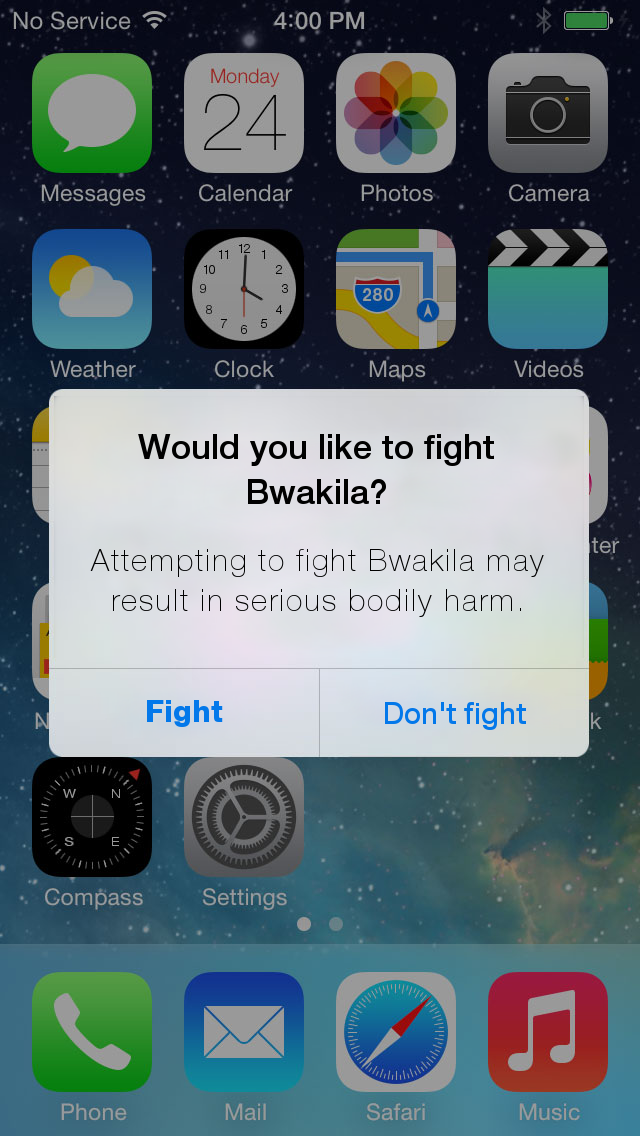 No Service 4:00 PM
Monday
24
Messages Calendar Photos Camera
12
11 1
10 2
9 3
8 4
7 5
6
280
Weather Clock Maps Videos
Would you like to fight
Bwakila?
Attempting to fight Bwakila may
result in serious bodily harm.
Fight Don't fight
W N
S E
Compass Settings
Phone Mail Safari Music